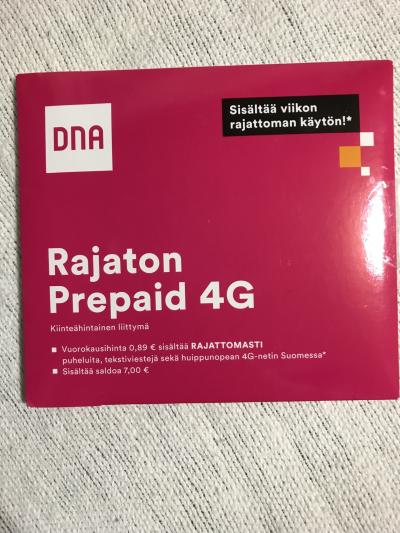 DNA
Sisältää viikon
rajattoman käytön!*
Rajaton
Prepaid 4G
Kiinteähintainen liittymä
Vuorokausihinta 0,89 € sisältää RAJATTOMASTI
puheluita, tekstiviestejä sekä huippunopean 4G-netin Suomessa*
Sisältää saldoa 7,00 €